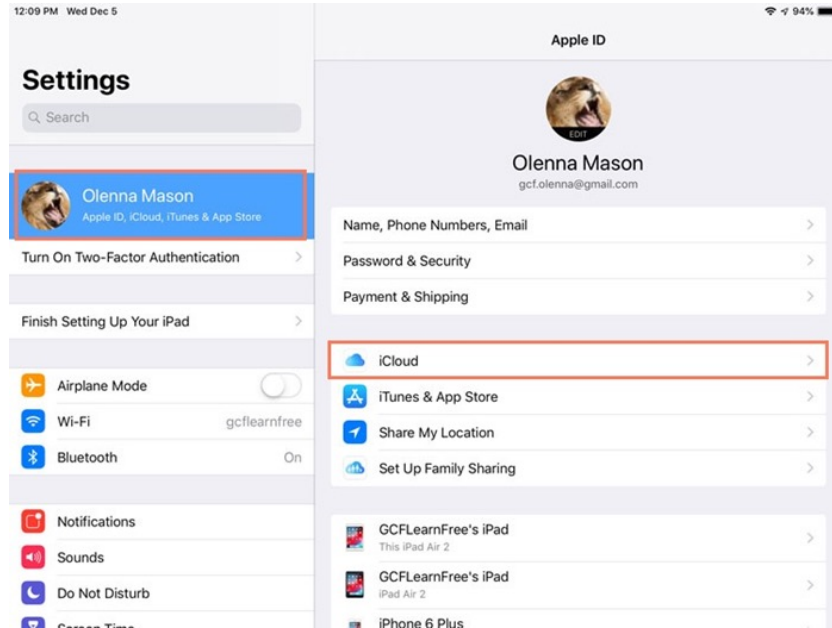 12:09 PM Wed Dec 5
94%
Settings
Search
Olenna Mason
Apple ID, iCloud, iTunes & App Store
Turn On Two-Factor Authentication
Finish Setting Up Your iPad
Airplane Mode
Wi-Fi gcflearnfree
Bluetooth On
Notifications
Sounds
Do Not Disturb
Screen Time
Apple ID
EDIT
Olenna Mason
gcf.olenna@gmail.com
Name, Phone Numbers, Email
Password & Security
Payment & Shipping
iCloud
iTunes & App Store
Share My Location
Set Up Family Sharing
GCFLearnFree's iPad
This iPad Air 2
GCFLearnFree's iPad
iPad Air 2
iPhone 6 Plus